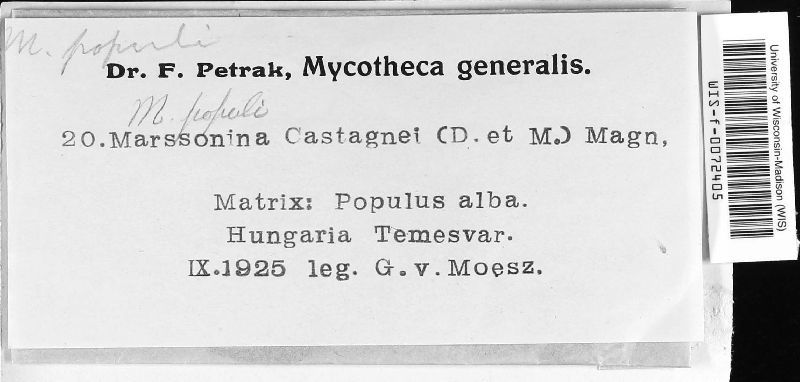 M. populi
Dr. F. Petrak, Mycotheca generalis.
M. populi
20. Marssonina Castagnei (D. et M.) Magn,
Matrix: Populus alba.
Hungaria Temesvar.
IX.1925 leg. G. v. Moesz.
University of Wisconsin-Madison (WIS)
WIS-f-0072405